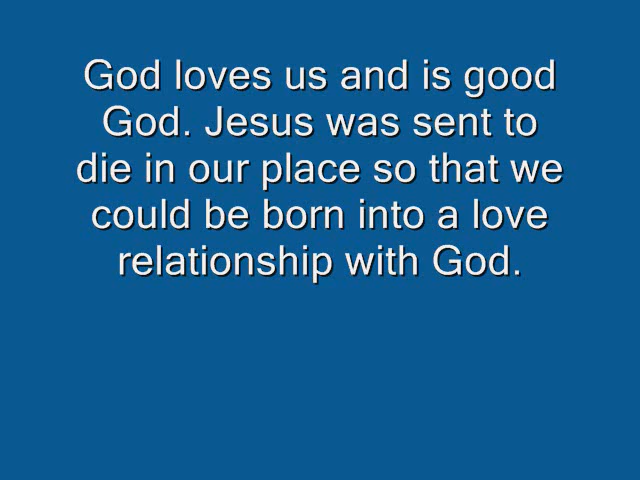 God loves us and is good
God. Jesus was sent to
die in our place so that we
could be born into a love
relationship with God.